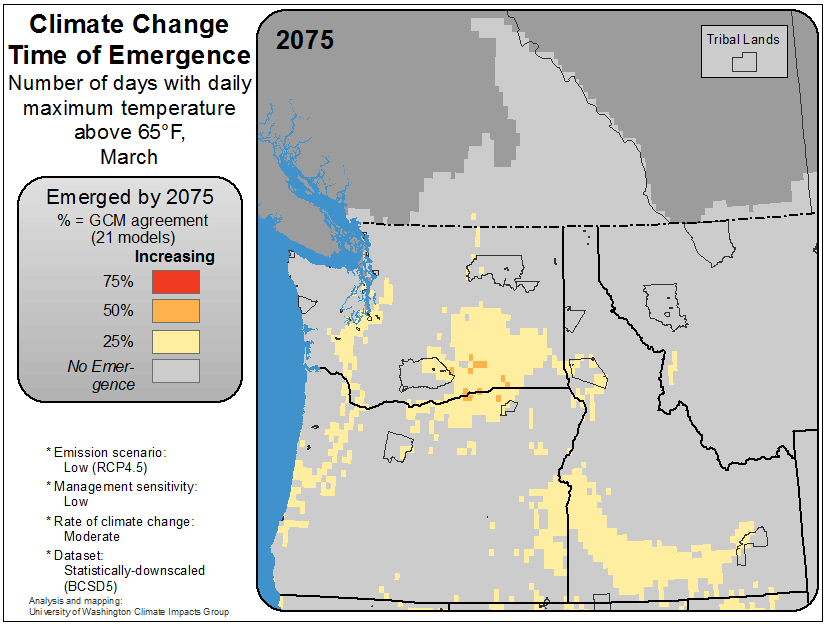 Climate Change
Time of Emergence
Number of days with daily
maximum temperature
above 65°F,
March
Emerged by 2075
% = GCM agreement
(21 models)
Increasing
75%
50%
25%
No Emer-
gence
* Emission scenario:
Low (RCP4.5)
* Management sensitivity:
Low
* Rate of climate change:
Moderate
* Dataset:
Statistically-downscaled
(BCSD5)
Analysis and mapping:
University of Washington Climate Impacts Group
2075
Tribal Lands